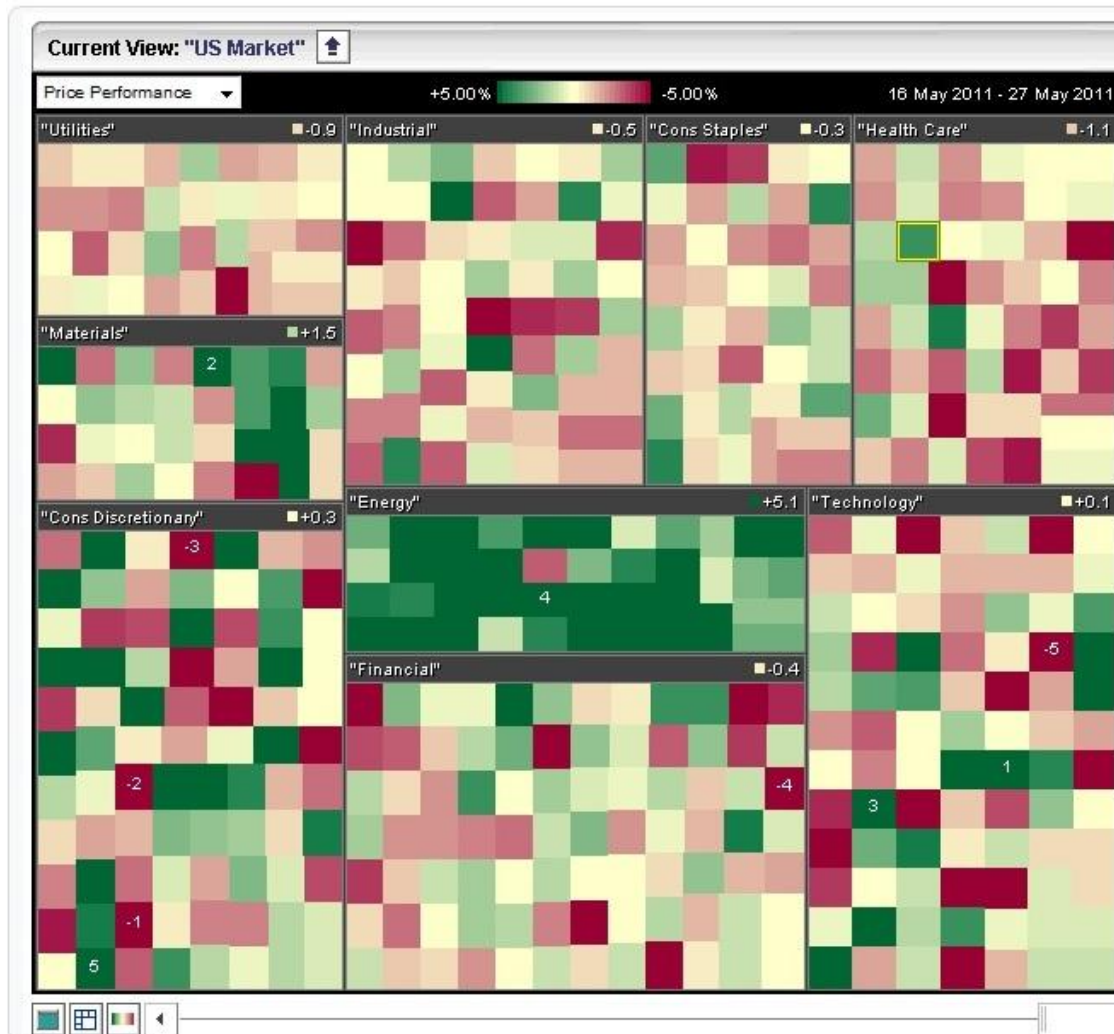 Current View: "US Market"
Price Performance +5.00% -5.00% 16 May 2011 - 27 May 2011
"Utilities" -0.9 "Industrial" -0.5 "Cons Staples" -0.3 "Health Care" -1.1
"Materials" +1.5
2
"Energy" +5.1 "Technology" +0.1
"Cons Discretionary" +0.3
-3
4
-5
"Financial" -0.4
1
-2
-4
3
-1
5